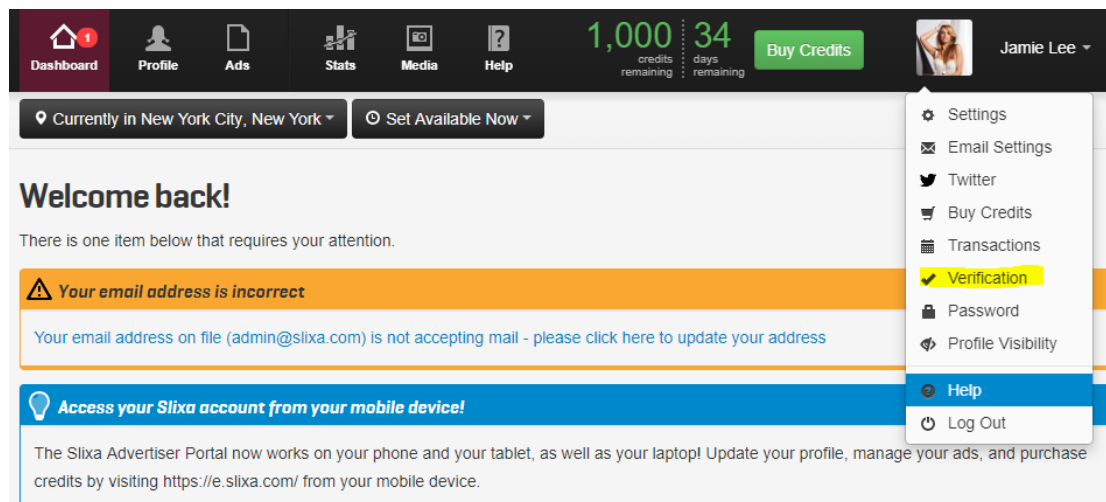 1
Dashboard
Profile
Ads
Stats
Media
Help
1,000
credits
remaining
34
days
remaining
Buy Credits
Jamie Lee
Currently in New York City, New York
Set Available Now
Settings
Email Settings
Twitter
Buy Credits
Transactions
Verification
Password
Profile Visibility
Help
Log Out
Welcome back!
There is one item below that requires your attention.
Your email address is incorrect
Your email address on file (admin@slixa.com) is not accepting mail - please click here to update your address
Access your Slixa account from your mobile device!
The Slixa Advertiser Portal now works on your phone and your tablet, as well as your laptop! Update your profile, manage your ads, and purchase
credits by visiting https://e.slixa.com/ from your mobile device.